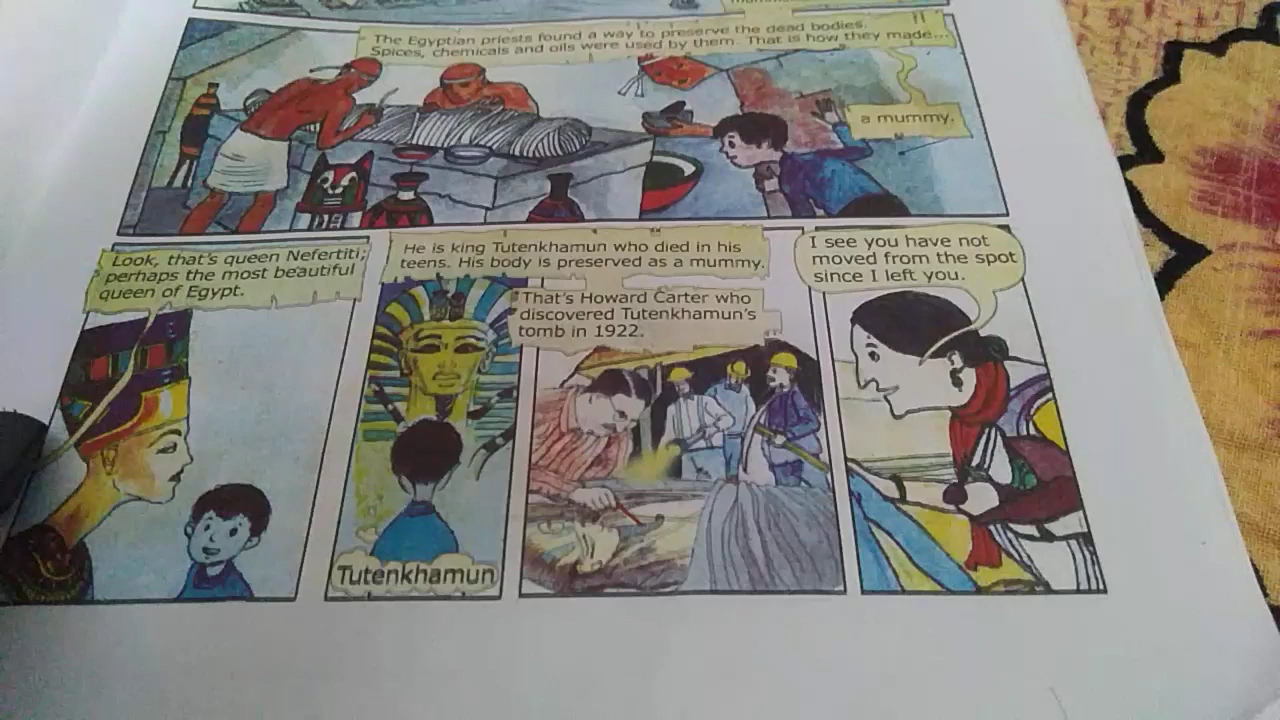 The Egyptian priests found a way to preserve the dead bodies.
Spices, chemicals and oils were used by them. That is how they made...
a mummy.
Look, that's queen Nefertiti;
perhaps the most beautiful
queen of Egypt.
He is king Tutenkhamun who died in his
teens. His body is preserved as a mummy.
Tutenkhamun
That's Howard Carter who
discovered Tutenkhamun's
tomb in 1922.
I see you have not
moved from the spot
since I left you.